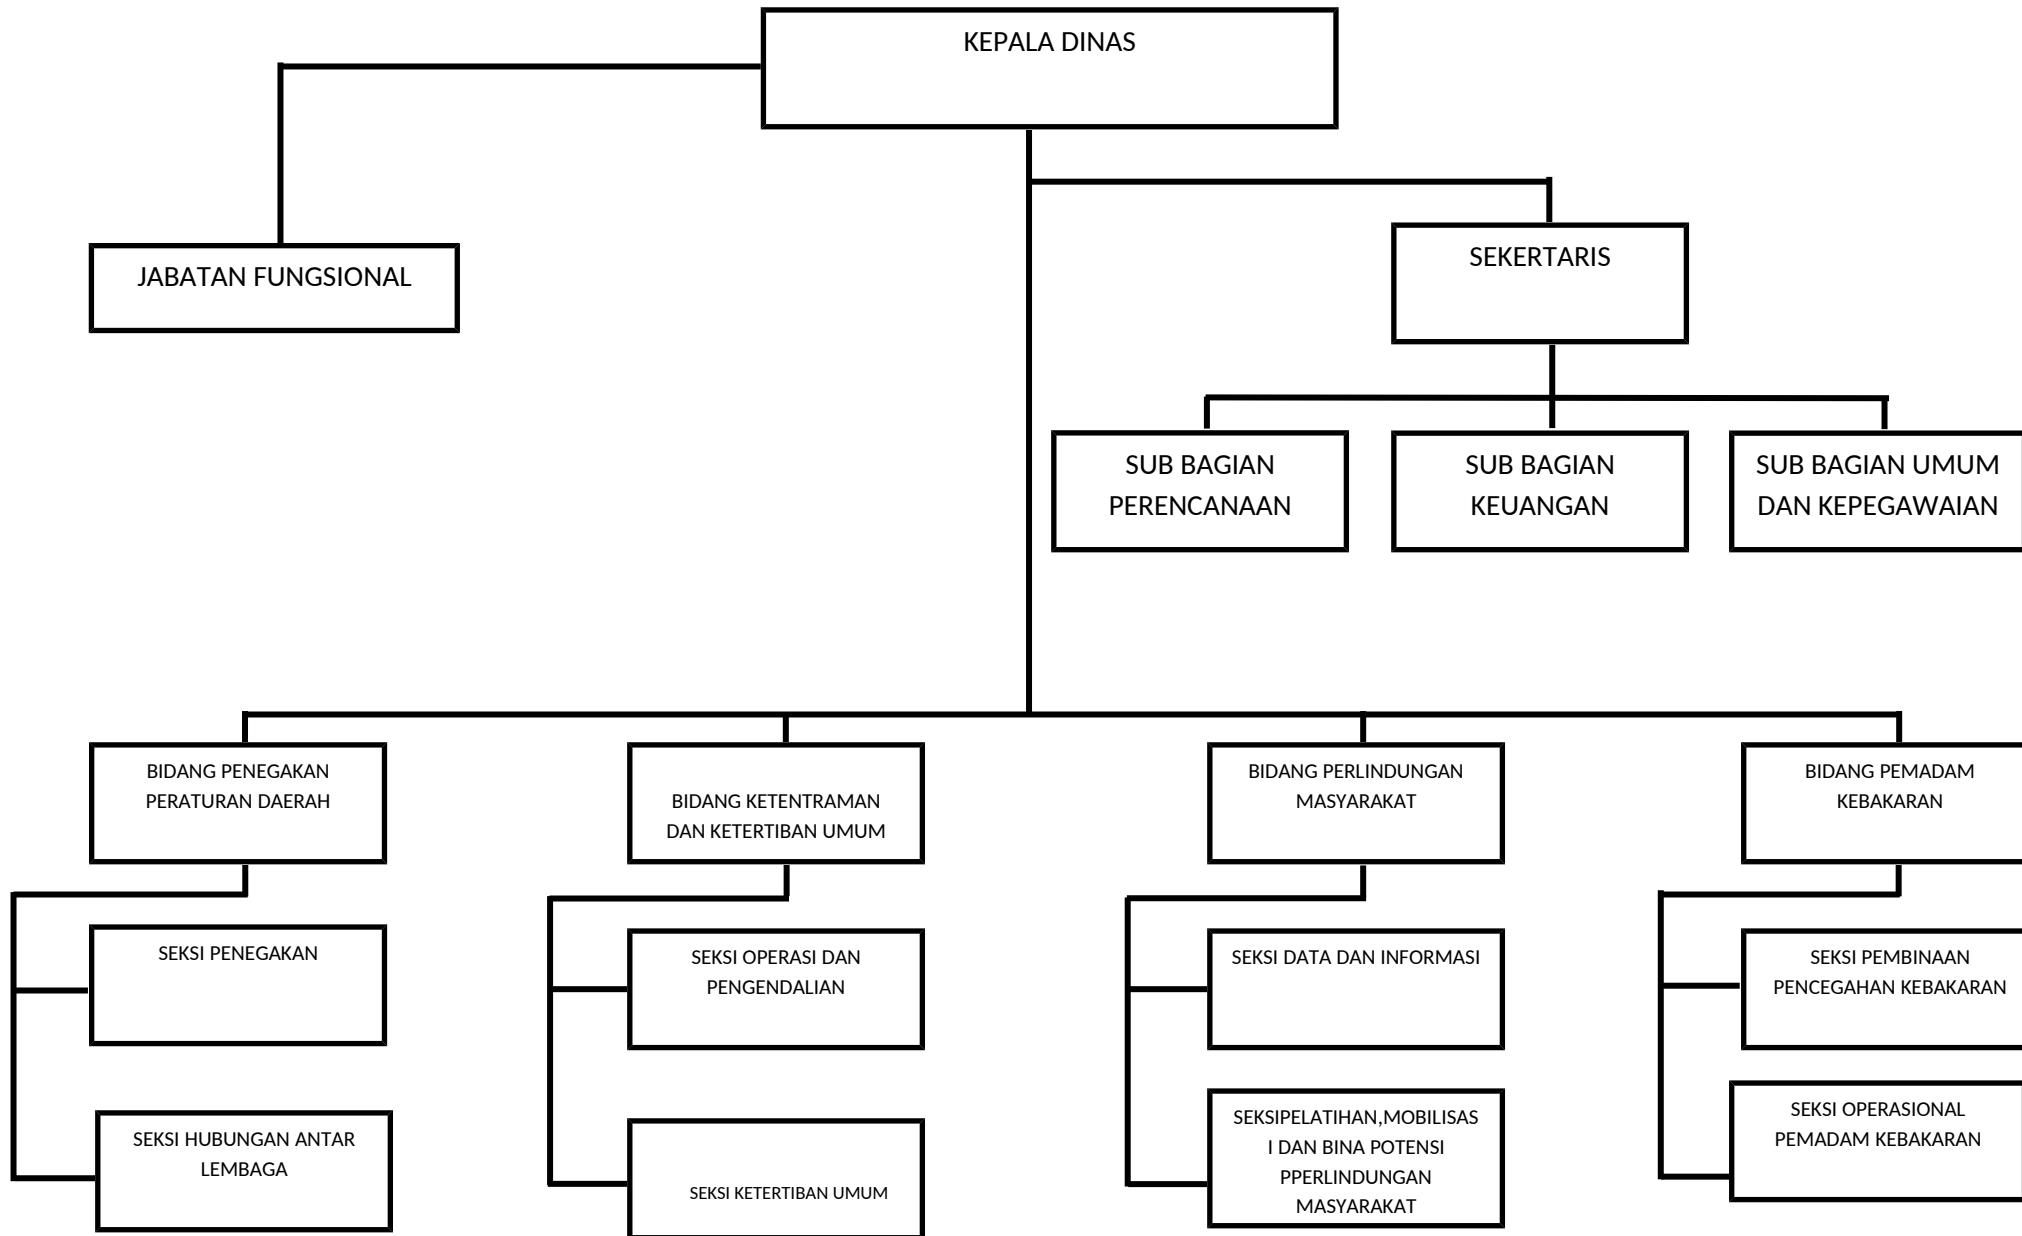 KEPALA DINAS
JABATAN FUNGSIONAL
SEKERTARIS
SUB BAGIAN
PERENCANAAN
SUB BAGIAN
KEUANGAN
SUB BAGIAN UMUM
DAN KEPEGAWAIAN
BIDANG PENEGAKAN
PERATURAN DAERAH
BIDANG KETENTRAMAN
DAN KETERTIBAN UMUM
BIDANG PERLINDUNGAN
MASYARAKAT
BIDANG PEMADAM
KEBAKARAN
SEKSI PENEGAKAN
SEKSI OPERASI DAN
PENGENDALIAN
SEKSI DATA DAN INFORMASI
SEKSI PEMBINAAN
PENCEGAHAN KEBAKARAN
SEKSI HUBUNGAN ANTAR
LEMBAGA
SEKSI KETERTIBAN UMUM
SEKSIPELATIHAN,MOBILISAS
I DAN BINA POTENSI
PPERLINDUNGAN
MASYARAKAT
SEKSI OPERASIONAL
PEMADAM KEBAKARAN